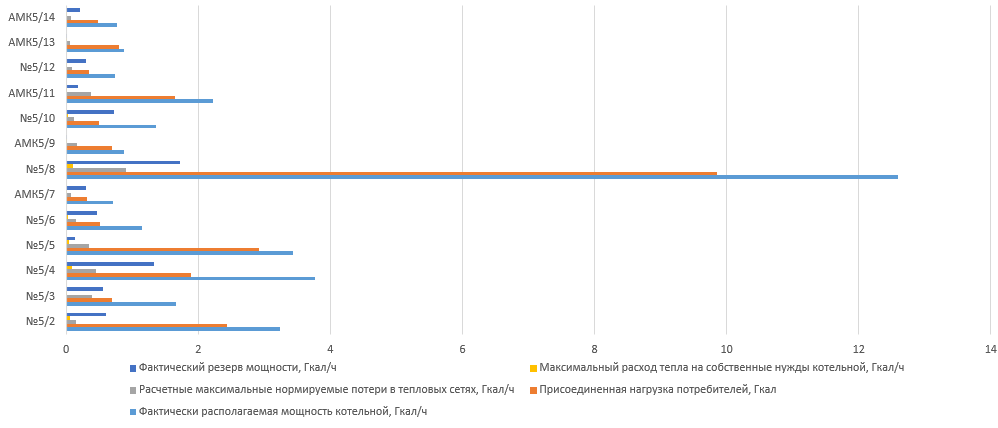 АМК5/14
АМК5/13
№5/12
АМК5/11
№5/10
АМК5/9
№5/8
АМК5/7
№5/6
№5/5
№5/4
№5/3
№5/2
0 2 4 6 8 10 12 14
Фактический резерв мощности, Гкал/ч Максимальный расход тепла на собственные нужды котельной, Гкал/ч
Расчетные максимальные нормируемые потери в тепловых сетях, Гкал/ч Присоединенная нагрузка потребителей, Гкал
Фактически располагаемая мощность котельной, Гкал/ч